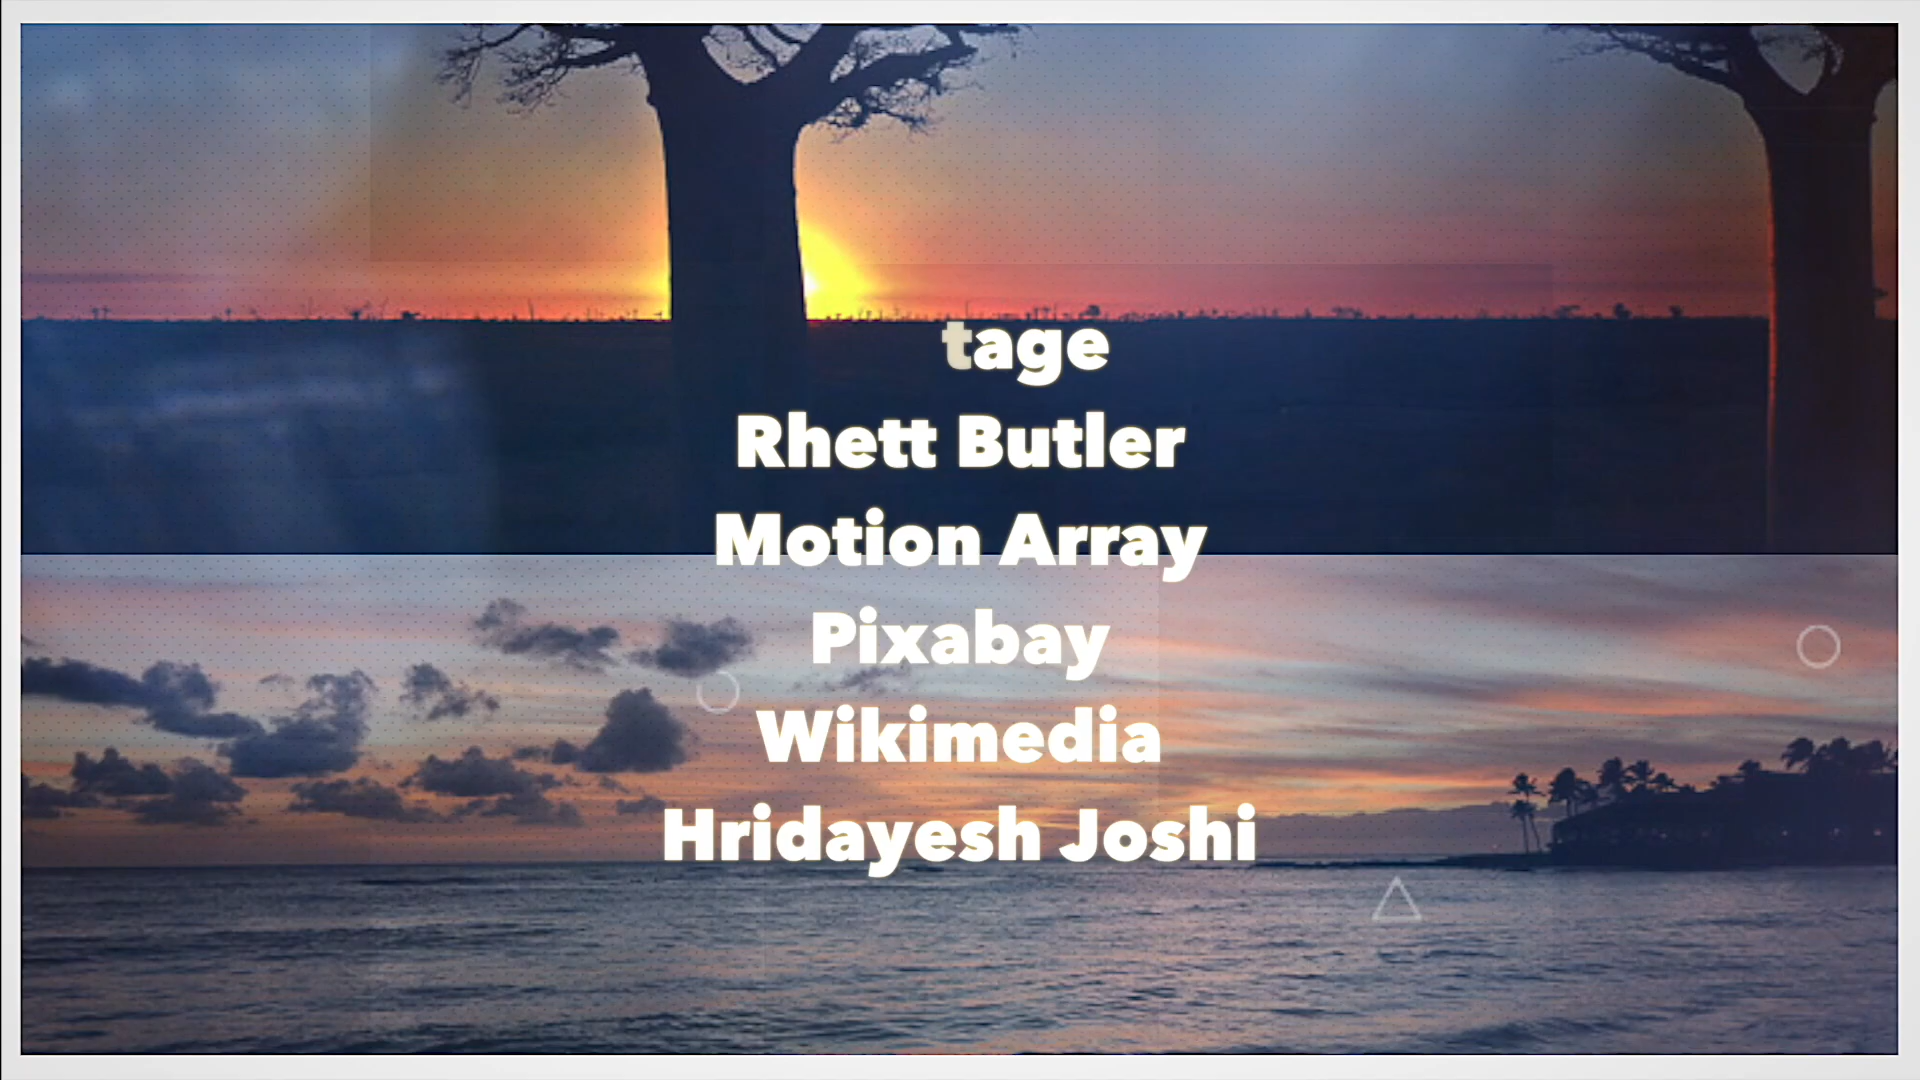 tage
Rhett Butler
Motion Array
Pixabay
Wikimedia
Hridayesh Joshi